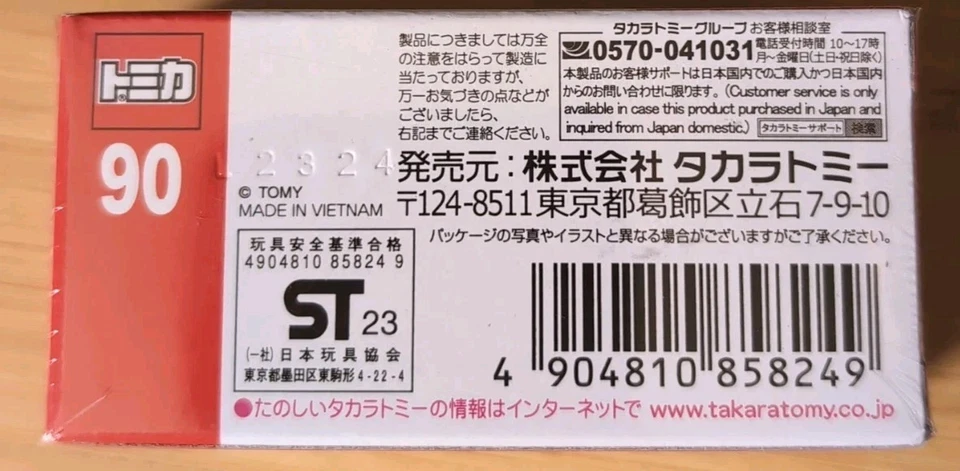 トミカ
90
12324
© TOMY
MADE IN VIETNAM
製品につきましては万全
の注意をはらって製造に
当たっておりますが、
万一お気づきの点などが
ございましたら、
右記までご連絡ください。
タカラトミーグループ お客様相談室
0570-041031 電話受付時間 10〜17時
月〜金曜日(土日・祝日除く)
本製品のお客様サポートは日本国内でのご購入かつ日本国内
からのお問い合わせに限ります。(Customer service is only
available in case this product purchased in Japan and
inquired from Japan domestic.) タカラトミーサポート 検索
発売元:株式会社 タカラトミー
〒124-8511 東京都葛飾区立石7-9-10
パッケージの写真やイラストと異なる場合がございますがご了承ください。
玩具安全基準合格
4904810 85824 9
ST 23
(一社)日本玩具協会
東京都墨田区東駒形4-22-4
4 904810 858249
●たのしいタカラトミーの情報はインターネットで www.takaratomy.co.jp